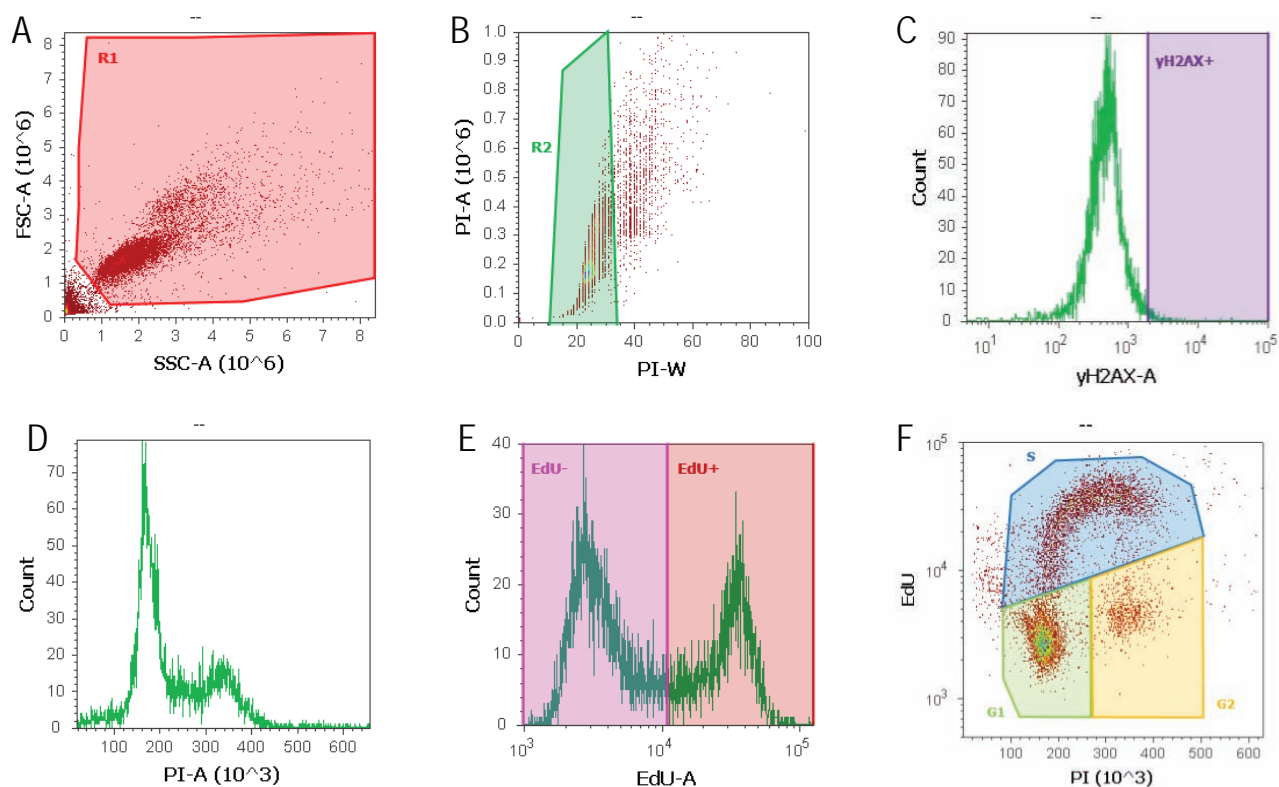 A
--
R1
FSC-A (10^6)
8
7
6
5
4
3
2
1
0
0 1 2 3 4 5 6 7 8
SSC-A (10^6)
B
--
R2
PI-A (10^6)
1.0
0.9
0.8
0.7
0.6
0.5
0.4
0.3
0.2
0.1
0.0
0 20 40 60 80 100
PI-W
C
--
yH2AX+
Count
90
80
70
60
50
40
30
20
10
0
10^1 10^2 10^3 10^4 10^5
yH2AX-A
D
--
Count
70
60
50
40
30
20
10
0
100 200 300 400 500 600
PI-A (10^3)
E
EdU-
EdU+
Count
40
30
20
10
0
10^3 10^4 10^5
EdU-A
F
--
S
G1
G2
EdU
10^5
10^4
10^3
100 200 300 400 500 600
PI (10^3)